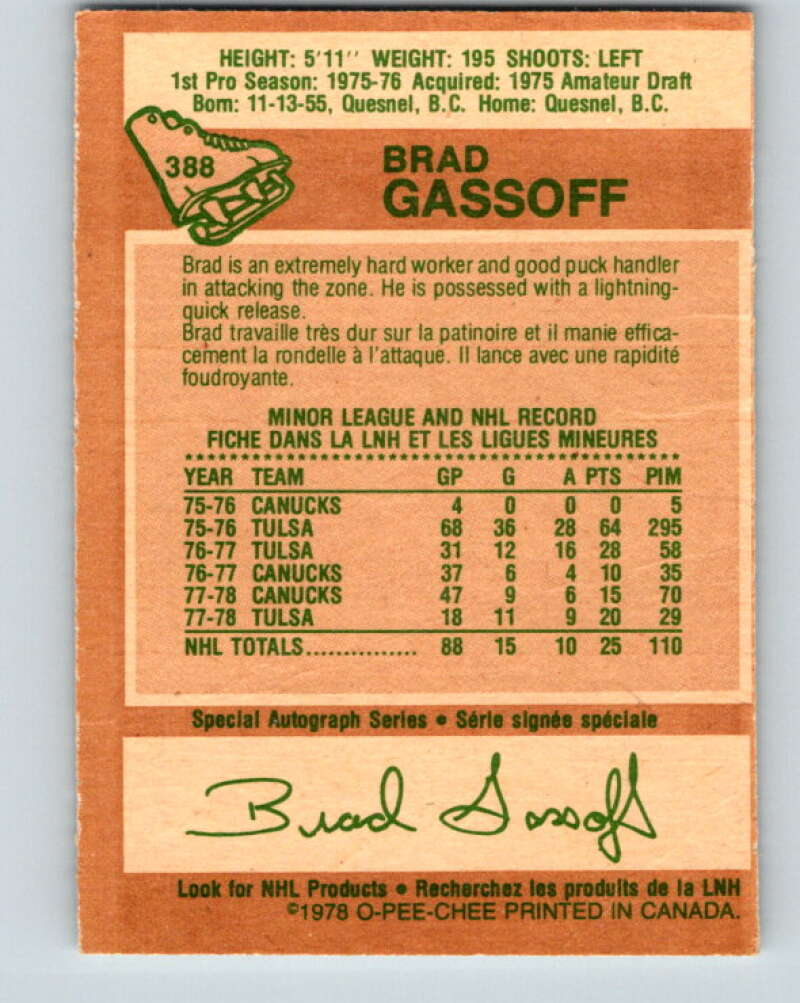 HEIGHT: 5'11'' WEIGHT: 195 SHOOTS: LEFT
1st Pro Season: 1975-76 Acquired: 1975 Amateur Draft
Born: 11-13-55, Quesnel, B.C. Home: Quesnel, B.C.
388
BRAD
GASSOFF
Brad is an extremely hard worker and good puck handler
in attacking the zone. He is possessed with a lightning-
quick release.
Brad travaille très dur sur la patinoire et il manie effica-
cement la rondelle à l'attaque. Il lance avec une rapidité
foudroyante.
MINOR LEAGUE AND NHL RECORD
FICHE DANS LA LNH ET LES LIGUES MINEURES
YEAR TEAM GP G A PTS PIM
75-76 CANUCKS 4 0 0 0 5
75-76 TULSA 68 36 28 64 295
76-77 TULSA 31 12 16 28 58
76-77 CANUCKS 37 6 4 10 35
77-78 CANUCKS 47 9 6 15 70
77-78 TULSA 18 11 9 20 29
NHL TOTALS............... 88 15 10 25 110
Special Autograph Series • Série signée spéciale
Brad Gassoff
Look for NHL Products • Recherchez les produits de la LNH
©1978 O-PEE-CHEE PRINTED IN CANADA.